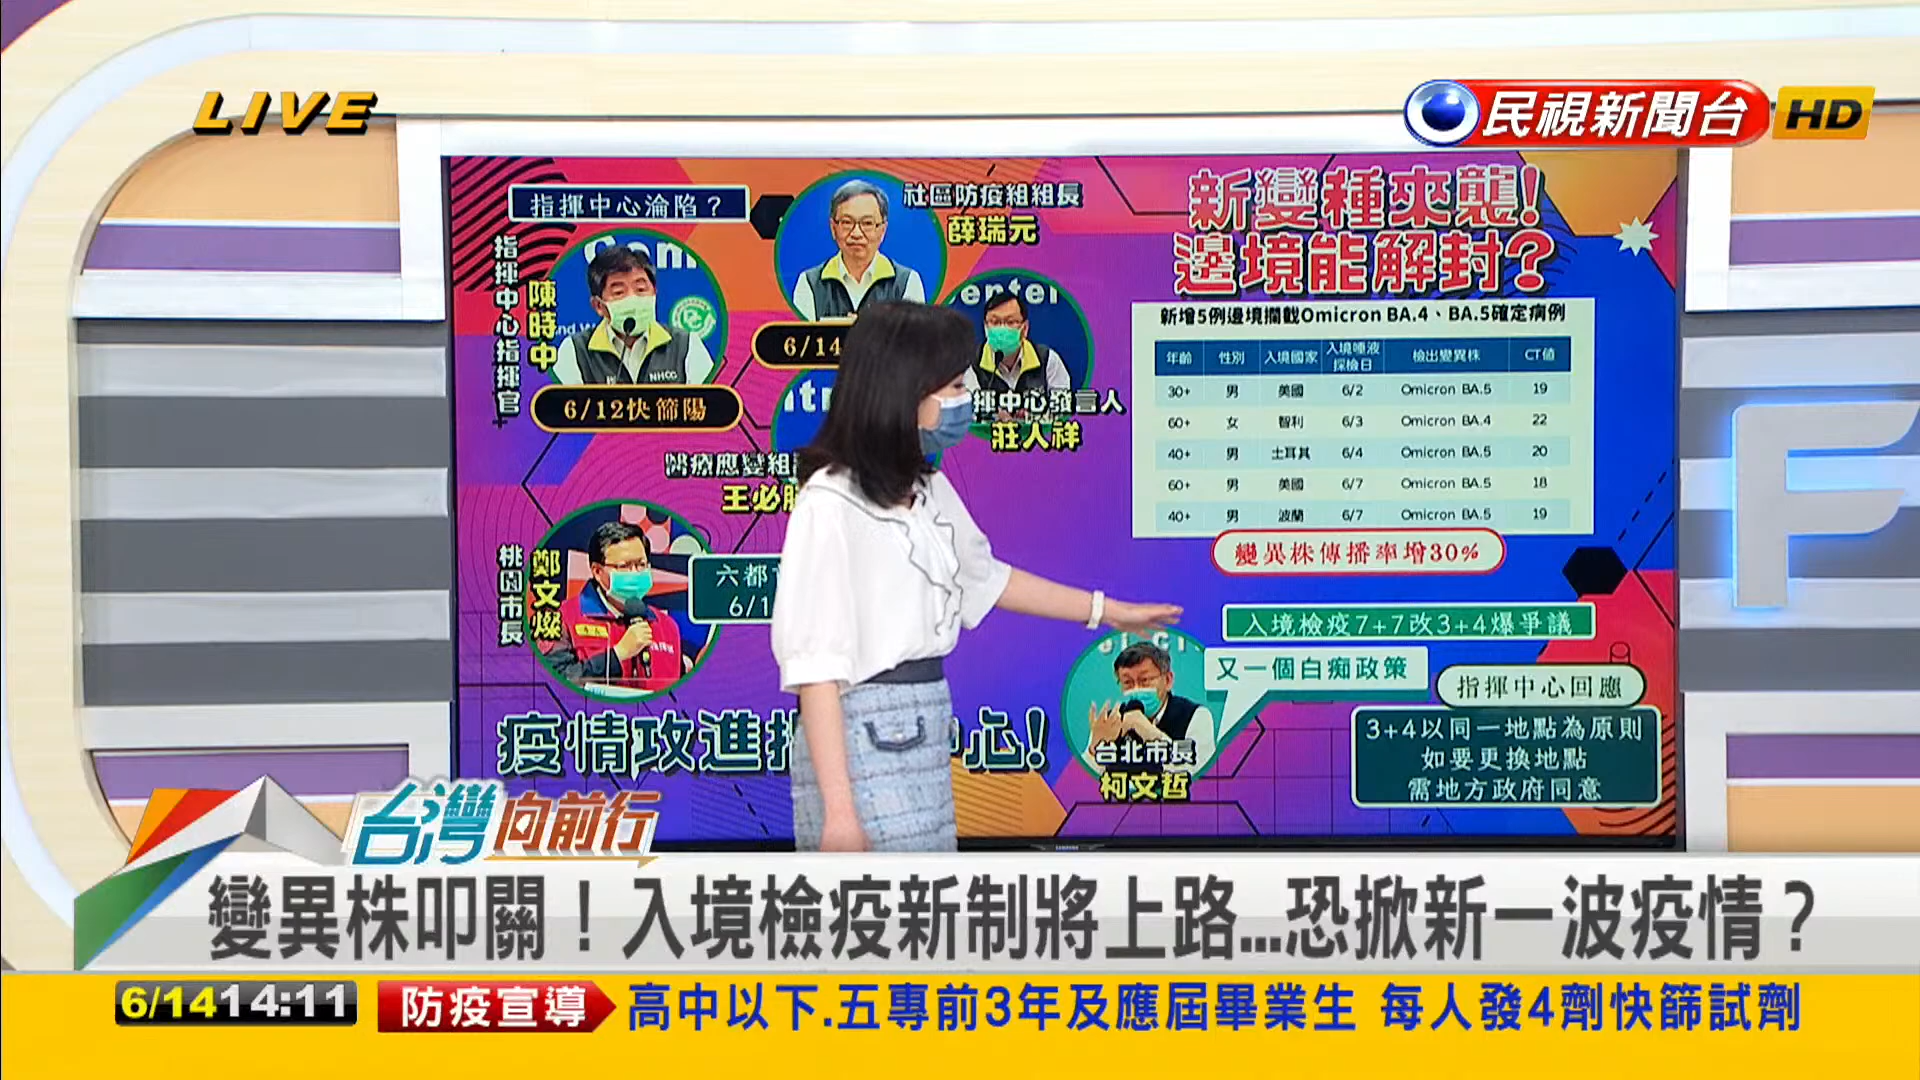 LIVE
民視新聞台
HD
指揮中心淪陷？
社區防疫組組長
薛瑞元
指揮中心指揮官
陳時中
NHCC
6/12快篩陽
6/14
揮中心發言人
莊人祥
醫療應變組
王必勝
桃園市長
鄭文燦
六都
疫情攻進指
心!
新變種來襲!
邊境能解封?
新增5例邊境攔截Omicron BA.4、BA.5確定病例
年齡 性別 入境國家 入境唾液採檢日 檢出變異株 CT值
30+ 男 美國 6/2 Omicron BA.5 19
60+ 女 智利 6/3 Omicron BA.4 22
40+ 男 土耳其 6/4 Omicron BA.5 20
60+ 男 美國 6/7 Omicron BA.5 18
40+ 男 波蘭 6/7 Omicron BA.5 19
變異株傳播率增30%
入境檢疫7+7改3+4爆爭議
又一個白痴政策
台北市長
柯文哲
指揮中心回應
3+4以同一地點為原則
如要更換地點
需地方政府同意
台灣向前行
變異株叩關！入境檢疫新制將上路...恐掀新一波疫情？
6/14 14:11
防疫宣導
高中以下.五專前3年及應屆畢業生 每人發4劑快篩試劑